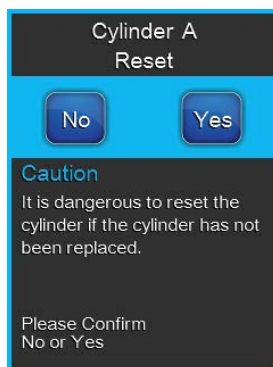 Cylinder A
Reset
No
Yes
Caution
It is dangerous to reset the
cylinder if the cylinder has not
been replaced.
Please Confirm
No or Yes